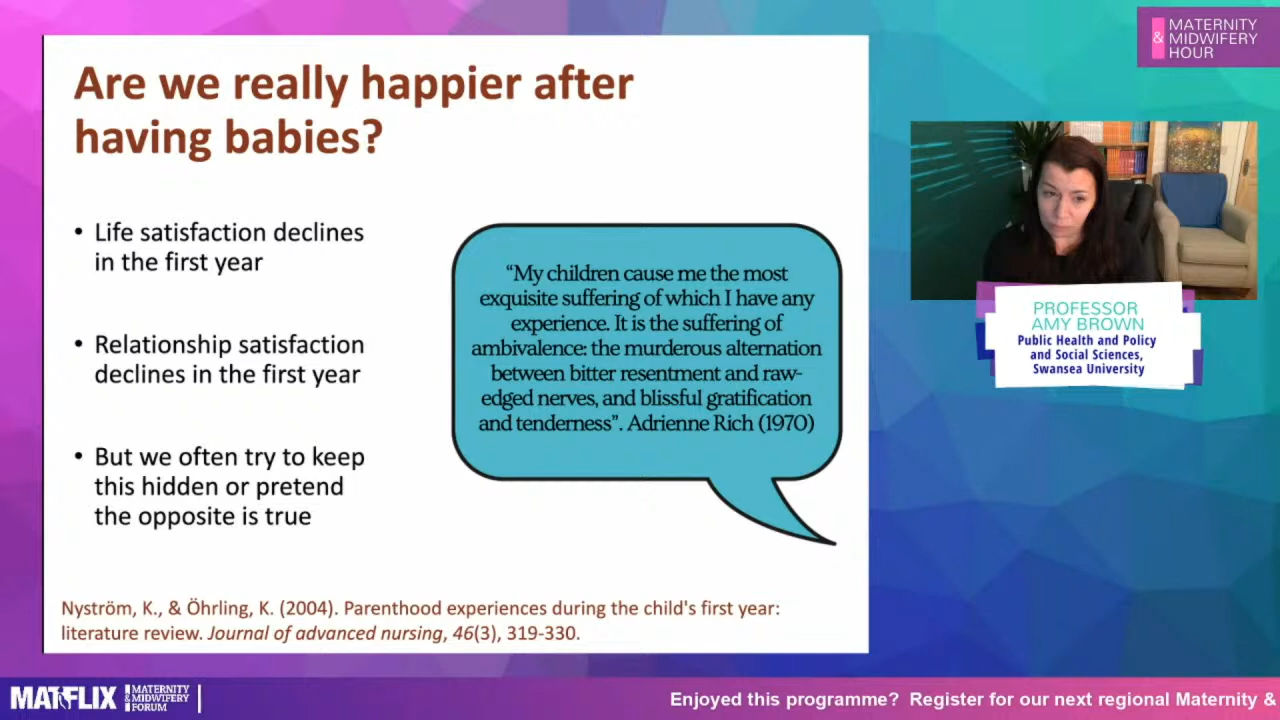 MATERNITY
& MIDWIFERY
HOUR
Are we really happier after
having babies?
• Life satisfaction declines
in the first year
• Relationship satisfaction
declines in the first year
• But we often try to keep
this hidden or pretend
the opposite is true
“My children cause me the most
exquisite suffering of which I have any
experience. It is the suffering of
ambivalence: the murderous alternation
between bitter resentment and raw-
edged nerves, and blissful gratification
and tenderness”. Adrienne Rich (1970)
Nyström, K., & Öhrling, K. (2004). Parenthood experiences during the child's first year:
literature review. Journal of advanced nursing, 46(3), 319-330.
PROFESSOR
AMY BROWN
Public Health and Policy
and Social Sciences,
Swansea University
MATFLIX
MATERNITY
& MIDWIFERY
FORUM
Enjoyed this programme? Register for our next regional Maternity &